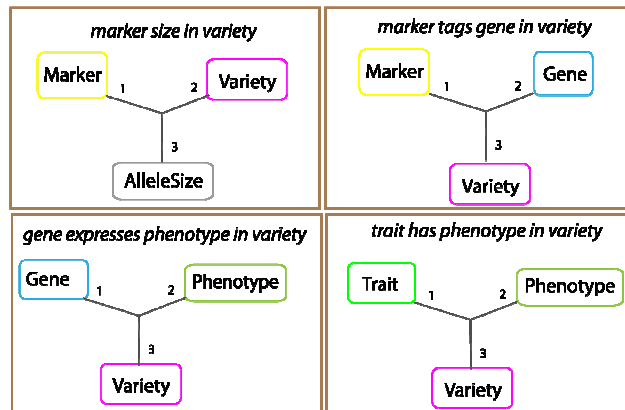 marker size in variety
Marker
1
2
Variety
3
AlleleSize
marker tags gene in variety
Marker
1
2
Gene
3
Variety
gene expresses phenotype in variety
Gene
1
2
Phenotype
3
Variety
trait has phenotype in variety
Trait
1
2
Phenotype
3
Variety